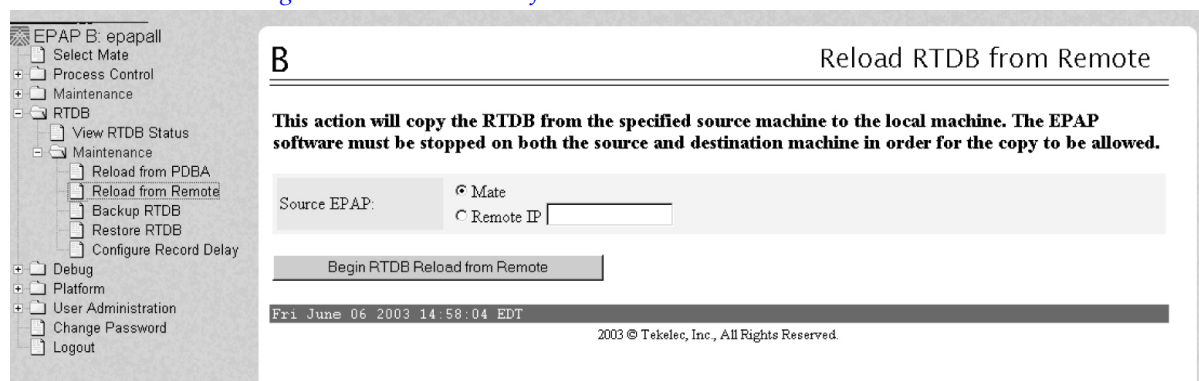 EPAP B: epapall
Select Mate
Process Control
Maintenance
RTDB
View RTDB Status
Maintenance
Reload from PDBA
Reload from Remote
Backup RTDB
Restore RTDB
Configure Record Delay
Debug
Platform
User Administration
Change Password
Logout
B
Reload RTDB from Remote
This action will copy the RTDB from the specified source machine to the local machine. The EPAP
software must be stopped on both the source and destination machine in order for the copy to be allowed.
Source EPAP:
Mate
Remote IP
Begin RTDB Reload from Remote
Fri June 06 2003 14:58:04 EDT
2003 © Tekelec, Inc., All Rights Reserved.